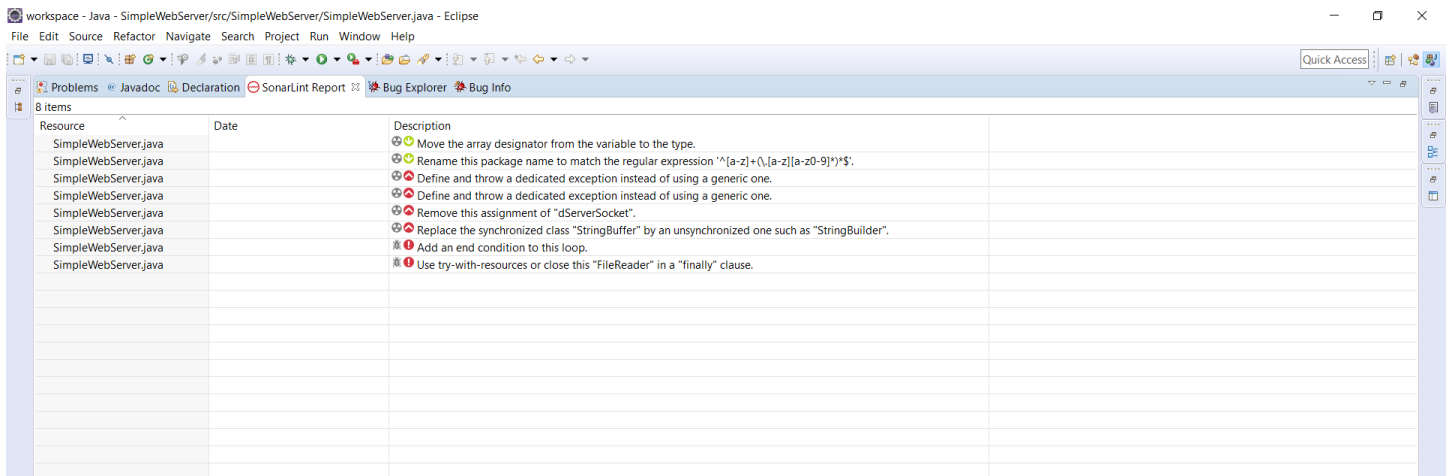 workspace - Java - SimpleWebServer/src/SimpleWebServer/SimpleWebServer.java - Eclipse
File Edit Source Refactor Navigate Search Project Run Window Help
Quick Access
Problems Javadoc Declaration SonarLint Report Bug Explorer Bug Info
8 items
Resource Date Description
SimpleWebServer.java Move the array designator from the variable to the type.
SimpleWebServer.java Rename this package name to match the regular expression '^[a-z]+(\.[a-z][a-z0-9]*)*$'.
SimpleWebServer.java Define and throw a dedicated exception instead of using a generic one.
SimpleWebServer.java Define and throw a dedicated exception instead of using a generic one.
SimpleWebServer.java Remove this assignment of "dServerSocket".
SimpleWebServer.java Replace the synchronized class "StringBuffer" by an unsynchronized one such as "StringBuilder".
SimpleWebServer.java Add an end condition to this loop.
SimpleWebServer.java Use try-with-resources or close this "FileReader" in a "finally" clause.